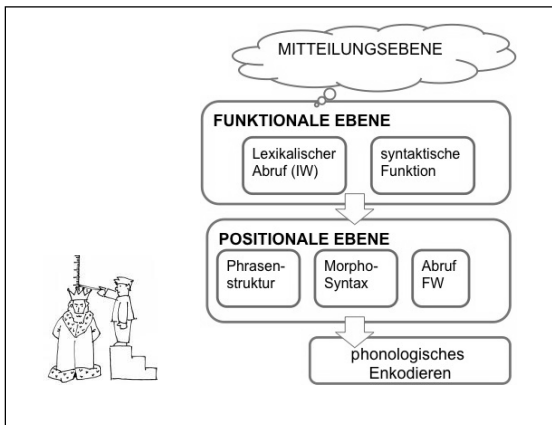 MITTEILUNGSEBENE
FUNKTIONALE EBENE
Lexikalischer
Abruf (IW)
syntaktische
Funktion
POSITIONALE EBENE
Phrasen-
struktur
Morpho-
Syntax
Abruf
FW
phonologisches
Enkodieren